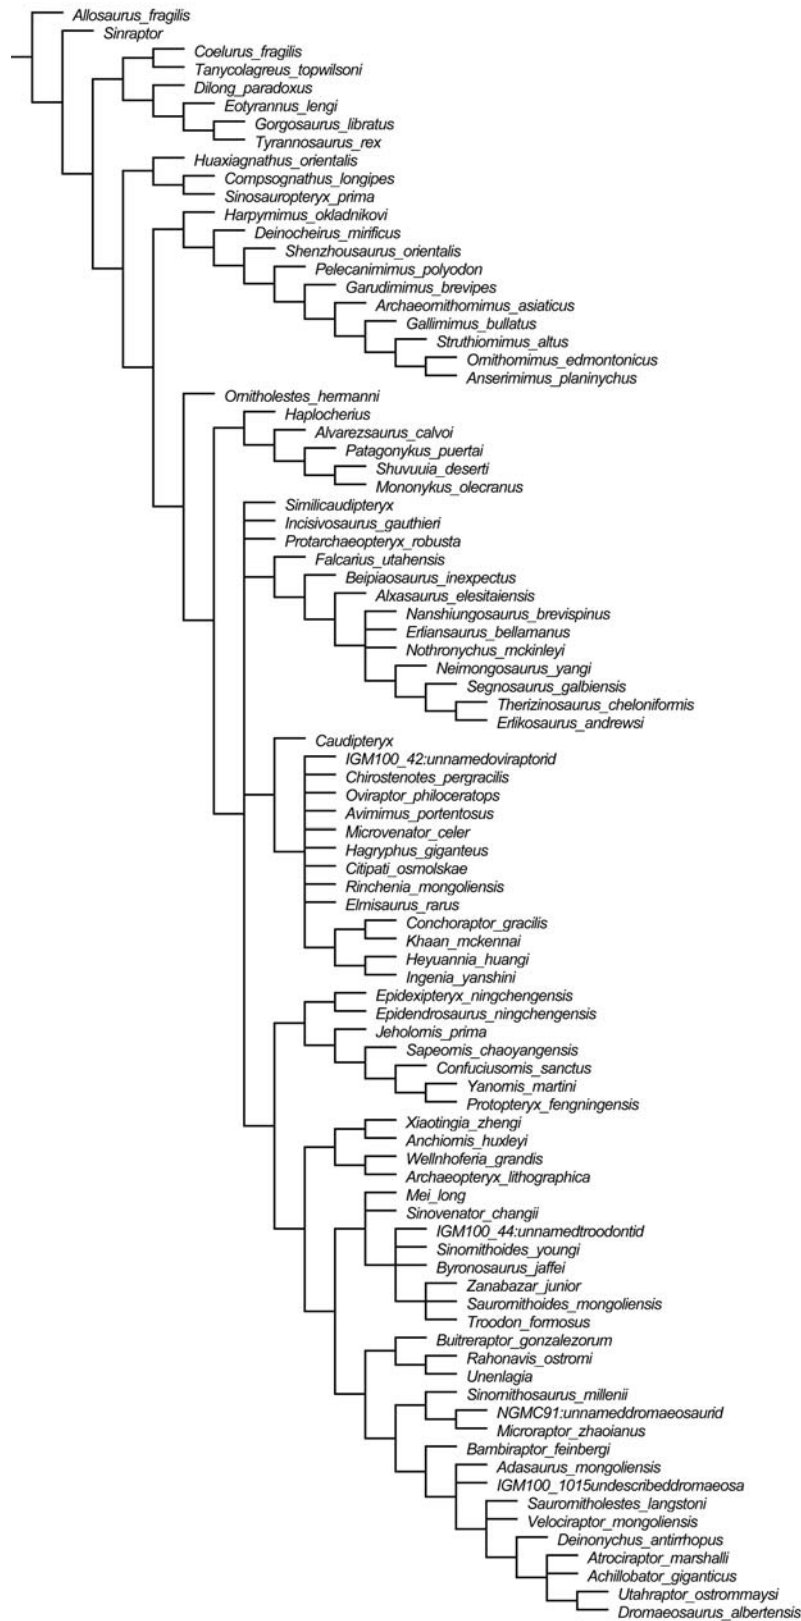 Allosaurus_fragilis
Sinraptor
Coelurus_fragilis
Tanycolagreus_topwilsoni
Dilong_paradoxus
Eotyrannus_lengi
Gorgosaurus_libratus
Tyrannosaurus_rex
Huaxiagnathus_orientalis
Compsognathus_longipes
Sinosauropteryx_prima
Harpymimus_okladnikovi
Deinocheirus_mirificus
Shenzhousaurus_orientalis
Pelecanimimus_polyodon
Garudimimus_brevipes
Archaeornithomimus_asiaticus
Gallimimus_bullatus
Struthiomimus_altus
Ornithomimus_edmontonicus
Anserimimus_planinychus
Ornitholestes_hermanni
Haplocherius
Alvarezsaurus_calvoi
Patagonykus_puertai
Shuvuuia_deserti
Mononykus_olecranus
Similicaudipteryx
Incisivosaurus_gauthieri
Protarchaeopteryx_robusta
Falcarius_utahensis
Beipiaosaurus_inexpectus
Alxasaurus_elesitaiensis
Nanshiungosaurus_brevispinus
Erliansaurus_bellamanus
Nothronychus_mckinleyi
Neimongosaurus_yangi
Segnosaurus_galbiensis
Therizinosaurus_cheloniformis
Erlikosaurus_andrewsi
Caudipteryx
IGM100_42:unnamedoviraptorid
Chirostenotes_pergracilis
Oviraptor_philoceratops
Avimimus_portentosus
Microvenator_celer
Hagryphus_giganteus
Citipati_osmolskae
Rinchenia_mongoliensis
Elmisaurus_rarus
Conchoraptor_gracilis
Khaan_mckennai
Heyuannia_huangi
Ingenia_yanshini
Epidexipteryx_ningchengensis
Epidendrosaurus_ningchengensis
Jeholornis_prima
Sapeornis_chaoyangensis
Confuciusornis_sanctus
Yanornis_martini
Protopteryx_fengningensis
Xiaotingia_zhengi
Anchiornis_huxleyi
Wellnhoferia_grandis
Archaeopteryx_lithographica
Mei_long
Sinovenator_changii
IGM100_44:unnamedtroodontid
Sinornithoides_youngi
Byronosaurus_jaffei
Zanabazar_junior
Saurornithoides_mongoliensis
Troodon_formosus
Buitreraptor_gonzalezorum
Rahonavis_ostromi
Unenlagia
Sinornithosaurus_millenii
NGMC91:unnameddromaeosaurid
Microraptor_zhaoianus
Bambiraptor_feinbergi
Adasaurus_mongoliensis
IGM100_1015undescribeddromaeosa
Saurornitholestes_langstoni
Velociraptor_mongoliensis
Deinonychus_antirrhopus
Atrociraptor_marshalli
Achillobator_giganticus
Utahraptor_ostrommaysi
Dromaeosaurus_albertensis